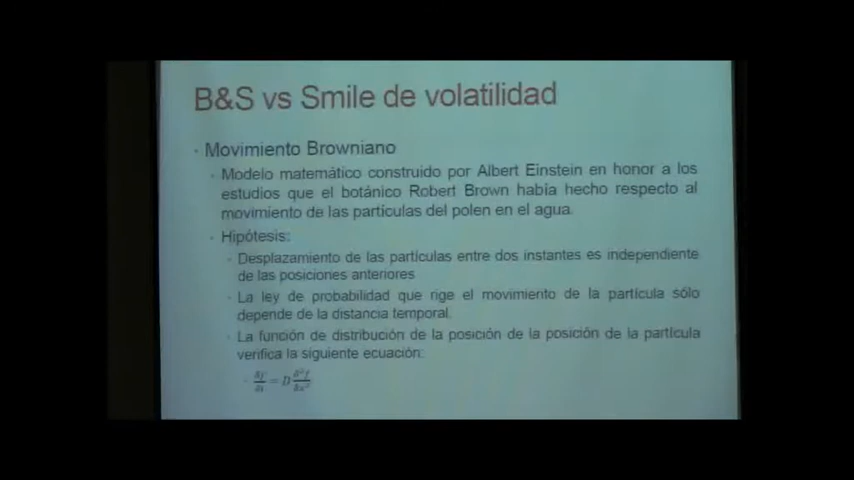 B&S vs Smile de volatilidad
• Movimiento Browniano
• Modelo matemático construido por Albert Einstein en honor a los
estudios que el botánico Robert Brown había hecho respecto al
movimiento de las partículas del polen en el agua.
• Hipótesis:
• Desplazamiento de las partículas entre dos instantes es independiente
de las posiciones anteriores
• La ley de probabilidad que rige el movimiento de la partícula sólo
depende de la distancia temporal.
• La función de distribución de la posición de la posición de la partícula
verifica la siguiente ecuación:
• ∂f/∂t = D ∂²f/∂x²